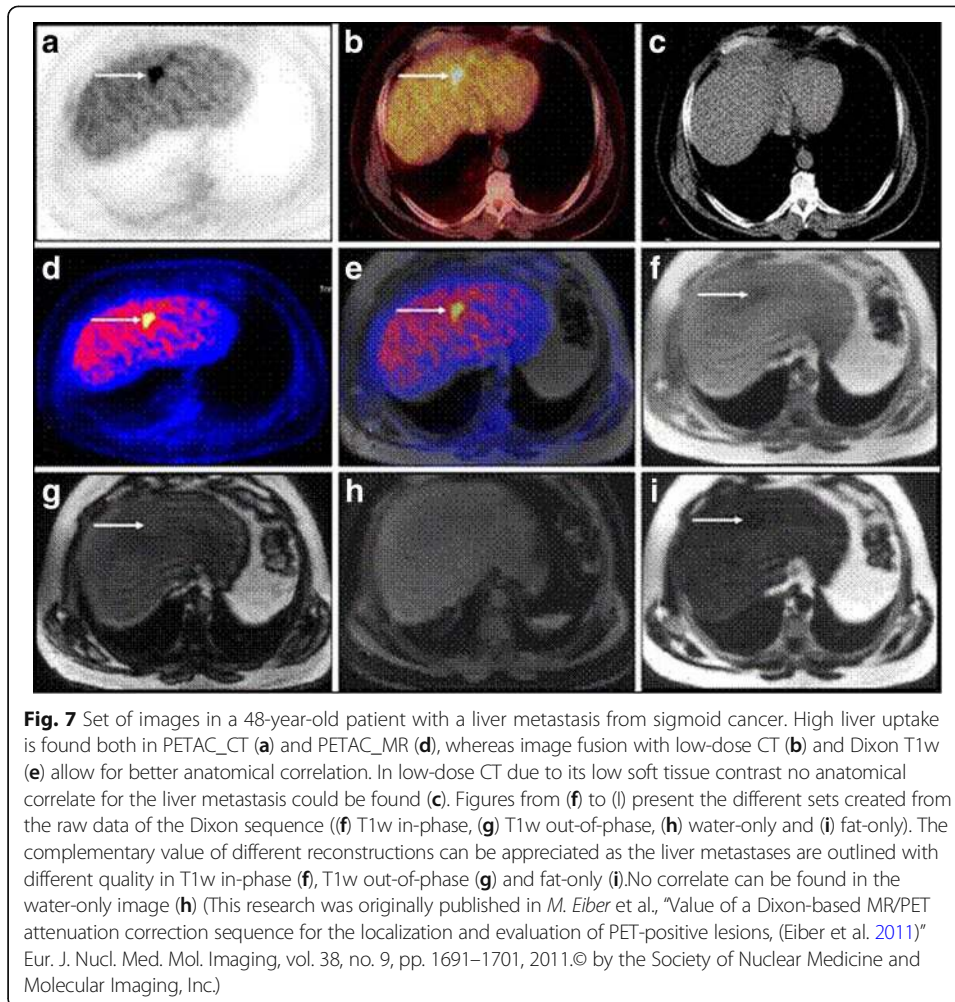 a
b
c
d
e
f
g
h
i
Fig. 7 Set of images in a 48-year-old patient with a liver metastasis from sigmoid cancer. High liver uptake
is found both in PETAC_CT (a) and PETAC_MR (d), whereas image fusion with low-dose CT (b) and Dixon T1w
(e) allow for better anatomical correlation. In low-dose CT due to its low soft tissue contrast no anatomical
correlate for the liver metastasis could be found (c). Figures from (f) to (l) present the different sets created from
the raw data of the Dixon sequence ((f) T1w in-phase, (g) T1w out-of-phase, (h) water-only and (i) fat-only). The
complementary value of different reconstructions can be appreciated as the liver metastases are outlined with
different quality in T1w in-phase (f), T1w out-of-phase (g) and fat-only (i).No correlate can be found in the
water-only image (h) (This research was originally published in M. Eiber et al., “Value of a Dixon-based MR/PET
attenuation correction sequence for the localization and evaluation of PET-positive lesions, (Eiber et al. 2011)”
Eur. J. Nucl. Med. Mol. Imaging, vol. 38, no. 9, pp. 1691–1701, 2011.© by the Society of Nuclear Medicine and
Molecular Imaging, Inc.)